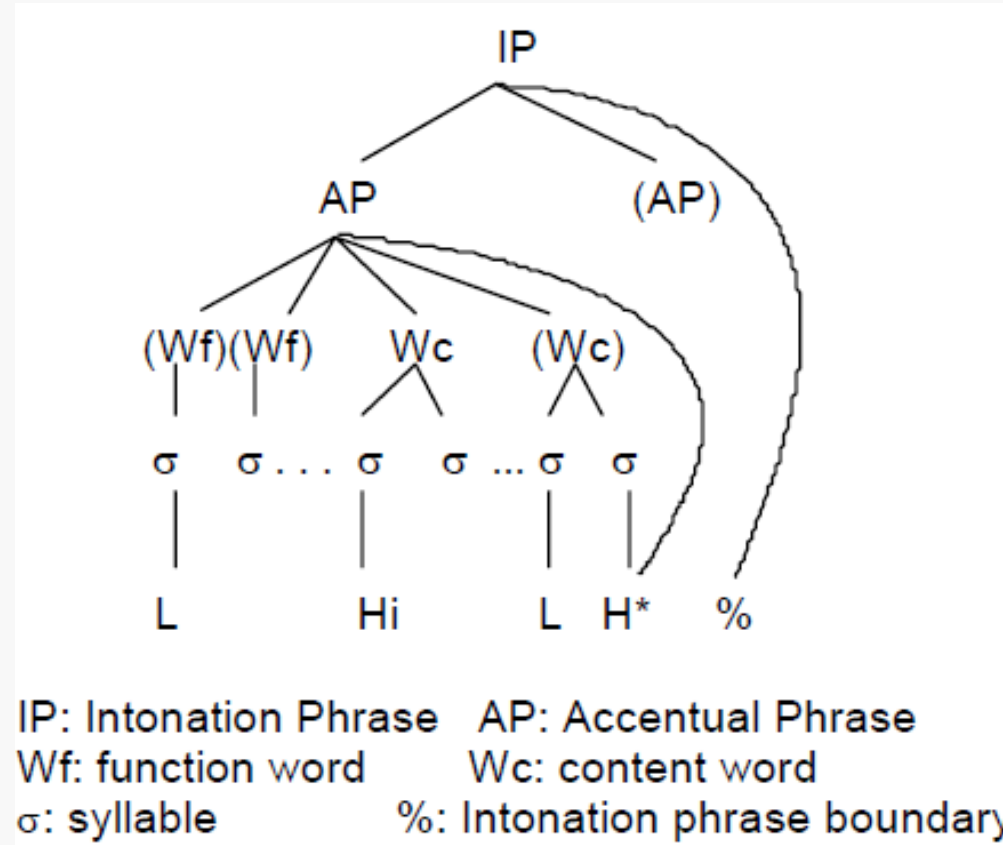 IP
AP (AP)
(Wf)(Wf) Wc (Wc)
σ σ . . . σ σ ... σ σ
L Hi L H* %
IP: Intonation Phrase AP: Accentual Phrase
Wf: function word Wc: content word
σ: syllable %: Intonation phrase boundary